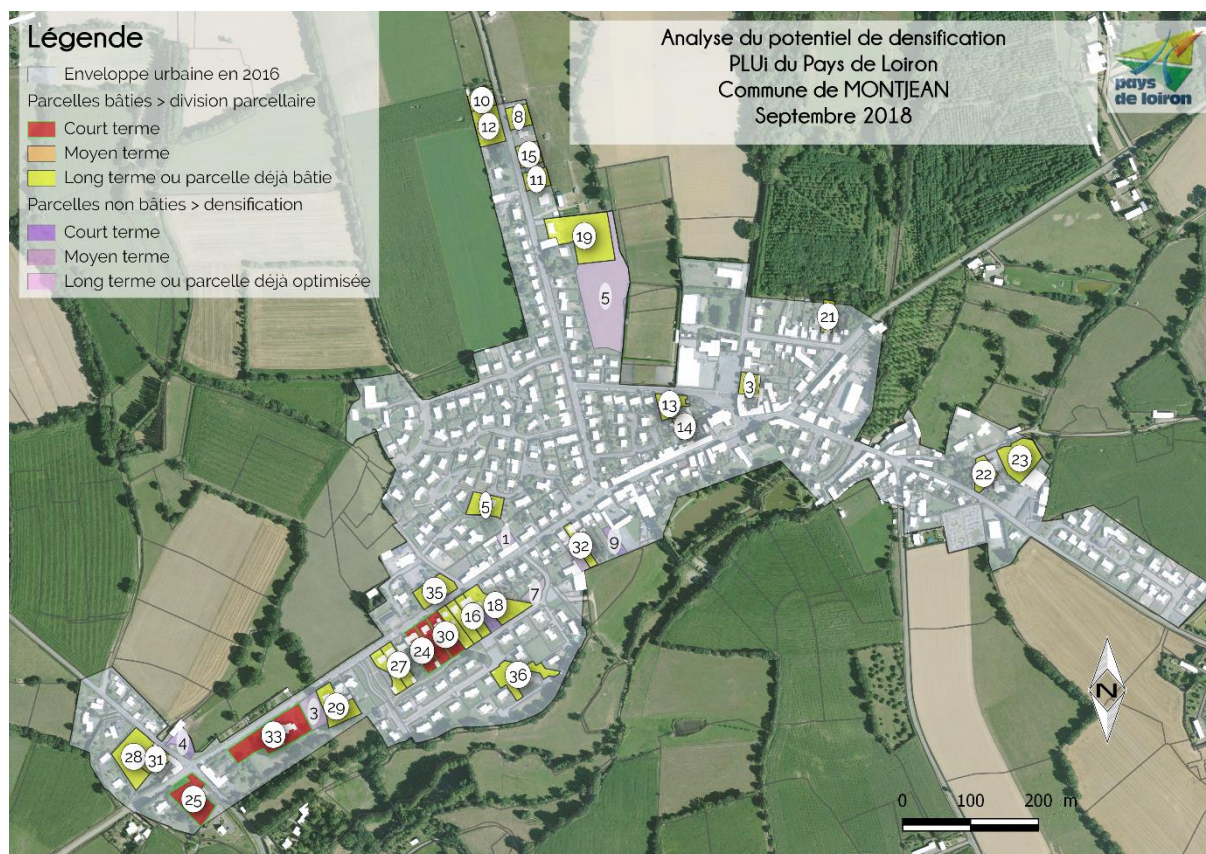 Légende
Enveloppe urbaine en 2016
Parcelles bâties > division parcellaire
Court terme
Moyen terme
Long terme ou parcelle déjà bâtie
Parcelles non bâties > densification
Court terme
Moyen terme
Long terme ou parcelle déjà optimisée
Analyse du potentiel de densification
PLUi du Pays de Loiron
Commune de MONTJEAN
Septembre 2018
pays
de loiron
10
8
12
15
11
19
5
21
3
13
14
23
22
5
1
32
9
35
7
18
16
30
24
27
36
29
3
33
4
28
31
25
N
0 100 200 m